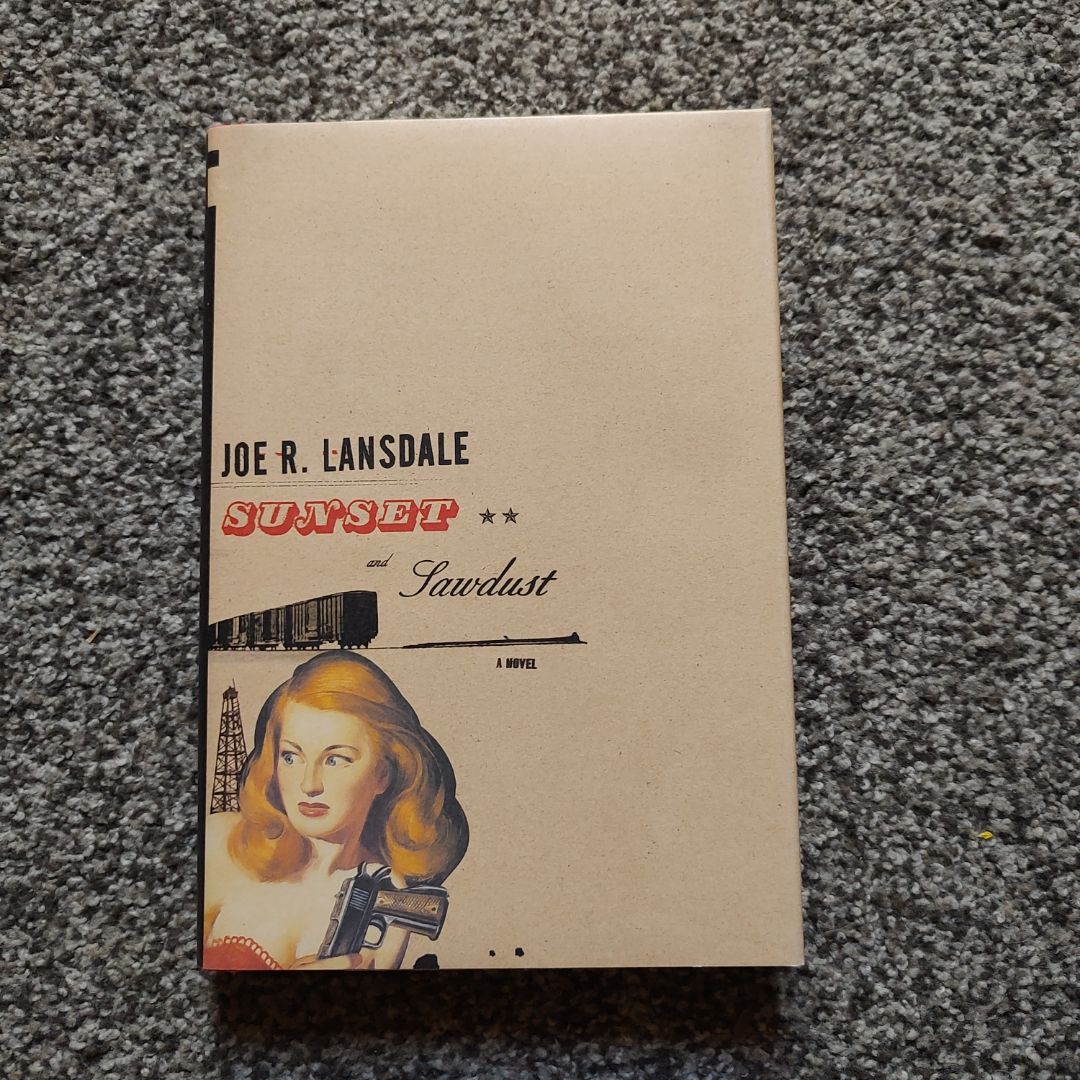 JOE R. LANSDALE
SUNSET
and Sawdust
A NOVEL